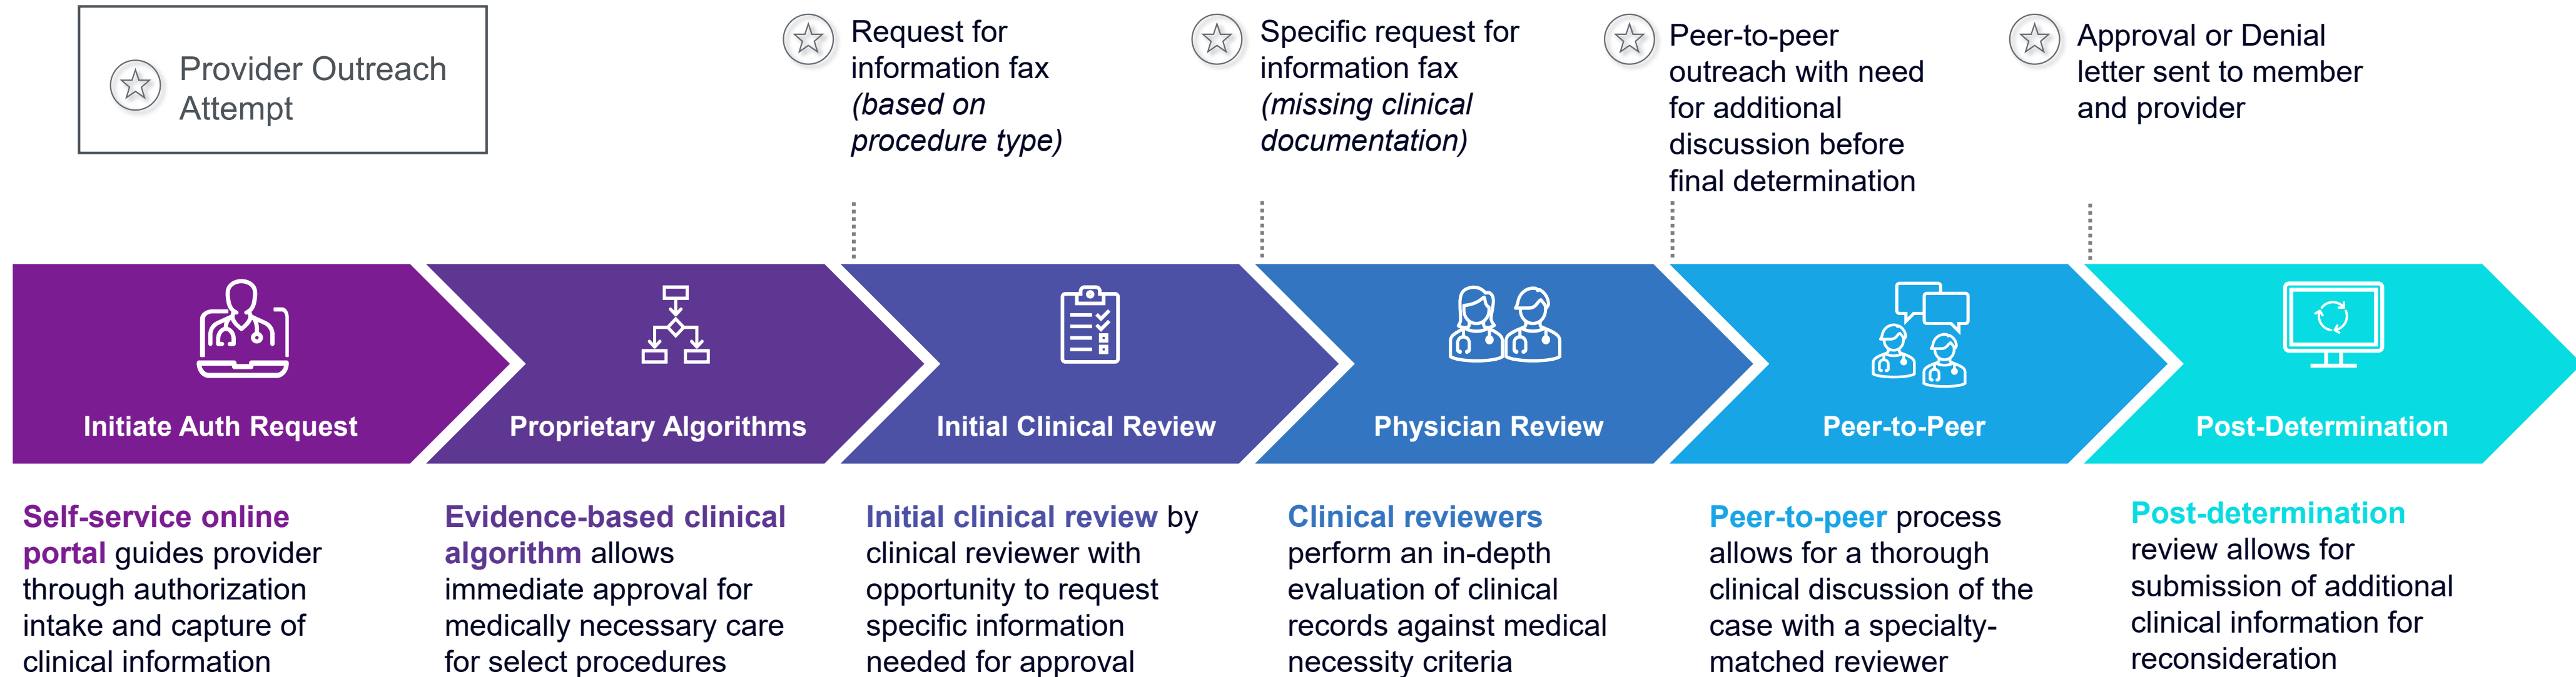 Provider Outreach
Attempt
Request for
information fax
(based on
procedure type)
Specific request for
information fax
(missing clinical
documentation)
Peer-to-peer
outreach with need
for additional
discussion before
final determination
Approval or Denial
letter sent to member
and provider
Initiate Auth Request
Proprietary Algorithms
Initial Clinical Review
Physician Review
Peer-to-Peer
Post-Determination
Self-service online
portal guides provider
through authorization
intake and capture of
clinical information
Evidence-based clinical
algorithm allows
immediate approval for
medically necessary care
for select procedures
Initial clinical review by
clinical reviewer with
opportunity to request
specific information
needed for approval
Clinical reviewers
perform an in-depth
evaluation of clinical
records against medical
necessity criteria
Peer-to-peer process
allows for a thorough
clinical discussion of the
case with a specialty-
matched reviewer
Post-determination
review allows for
submission of additional
clinical information for
reconsideration